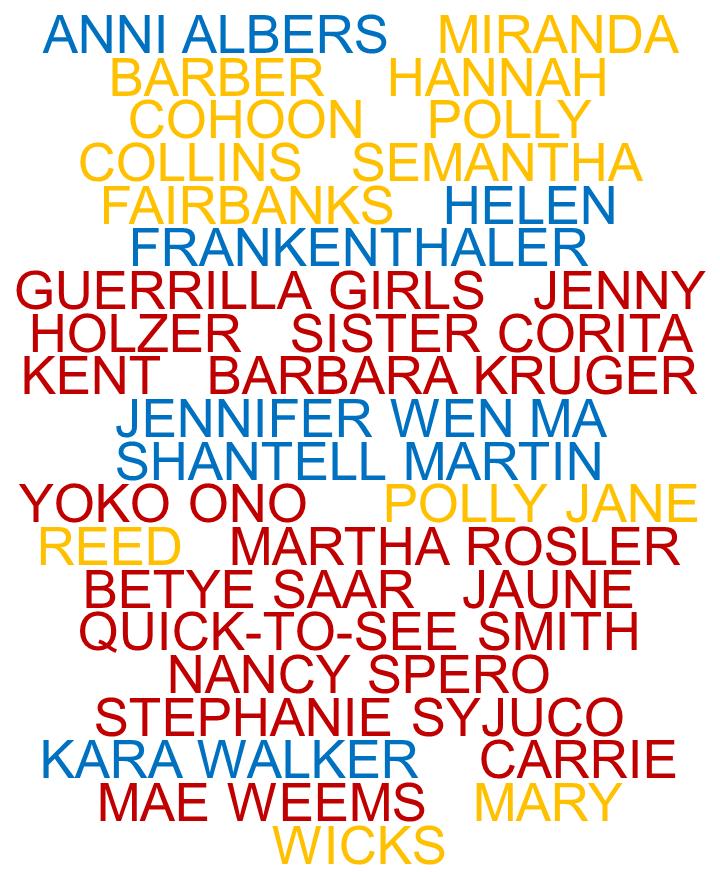 ANNI ALBERS MIRANDA
BARBER HANNAH
COHOON POLLY
COLLINS SEMANTHA
FAIRBANKS HELEN
FRANKENTHALER
GUERRILLA GIRLS JENNY
HOLZER SISTER CORITA
KENT BARBARA KRUGER
JENNIFER WEN MA
SHANTELL MARTIN
YOKO ONO POLLY JANE
REED MARTHA ROSLER
BETYE SAAR JAUNE
QUICK-TO-SEE SMITH
NANCY SPERO
STEPHANIE SYJUCO
KARA WALKER CARRIE
MAE WEEMS MARY
WICKS